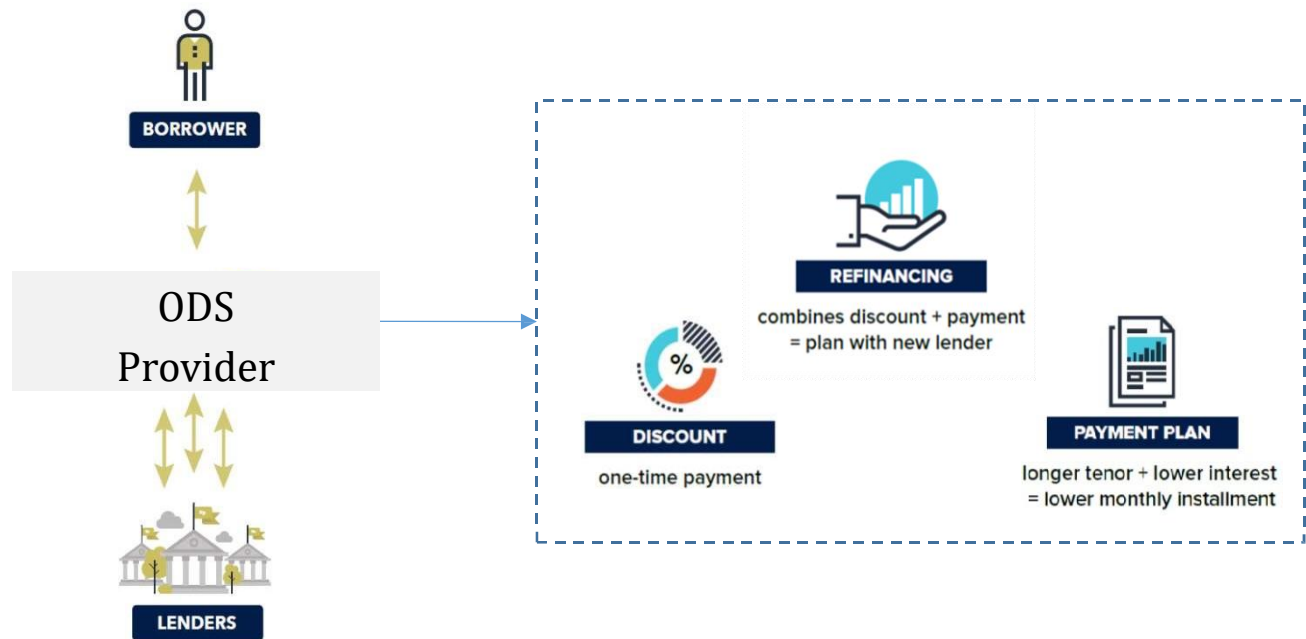 BORROWER
ODS
Provider
LENDERS
REFINANCING
combines discount + payment
= plan with new lender
%
DISCOUNT
one-time payment
PAYMENT PLAN
longer tenor + lower interest
= lower monthly installment